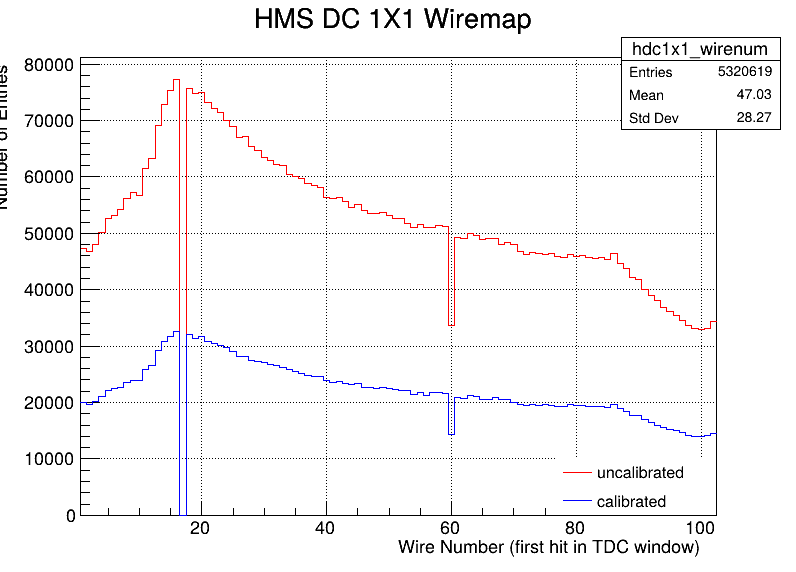 HMS DC 1X1 Wiremap
hdc1x1_wirenum
Entries 5320619
Mean 47.03
Std Dev 28.27
Number of Entries
80000
70000
60000
50000
40000
30000
20000
10000
0
20 40 60 80 100
Wire Number (first hit in TDC window)
uncalibrated
calibrated